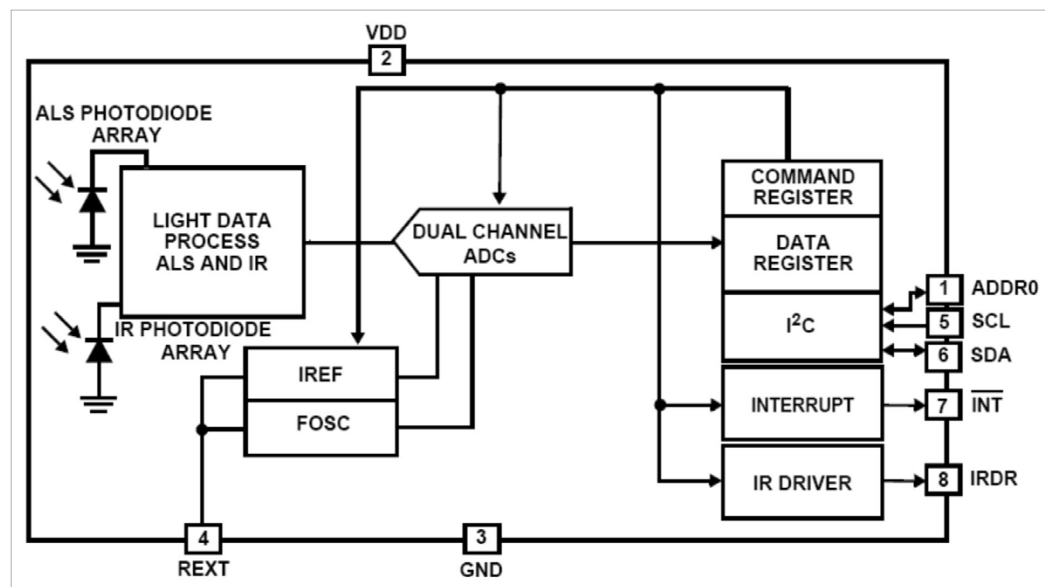 VDD
2
ALS PHOTODIODE
ARRAY
LIGHT DATA
PROCESS
ALS AND IR
DUAL CHANNEL
ADCs
COMMAND
REGISTER
DATA
REGISTER
I²C
1 ADDR0
5 SCL
6 SDA
IR PHOTODIODE
ARRAY
IREF
FOSC
INTERRUPT
7 INT
IR DRIVER
8 IRDR
4
REXT
3
GND